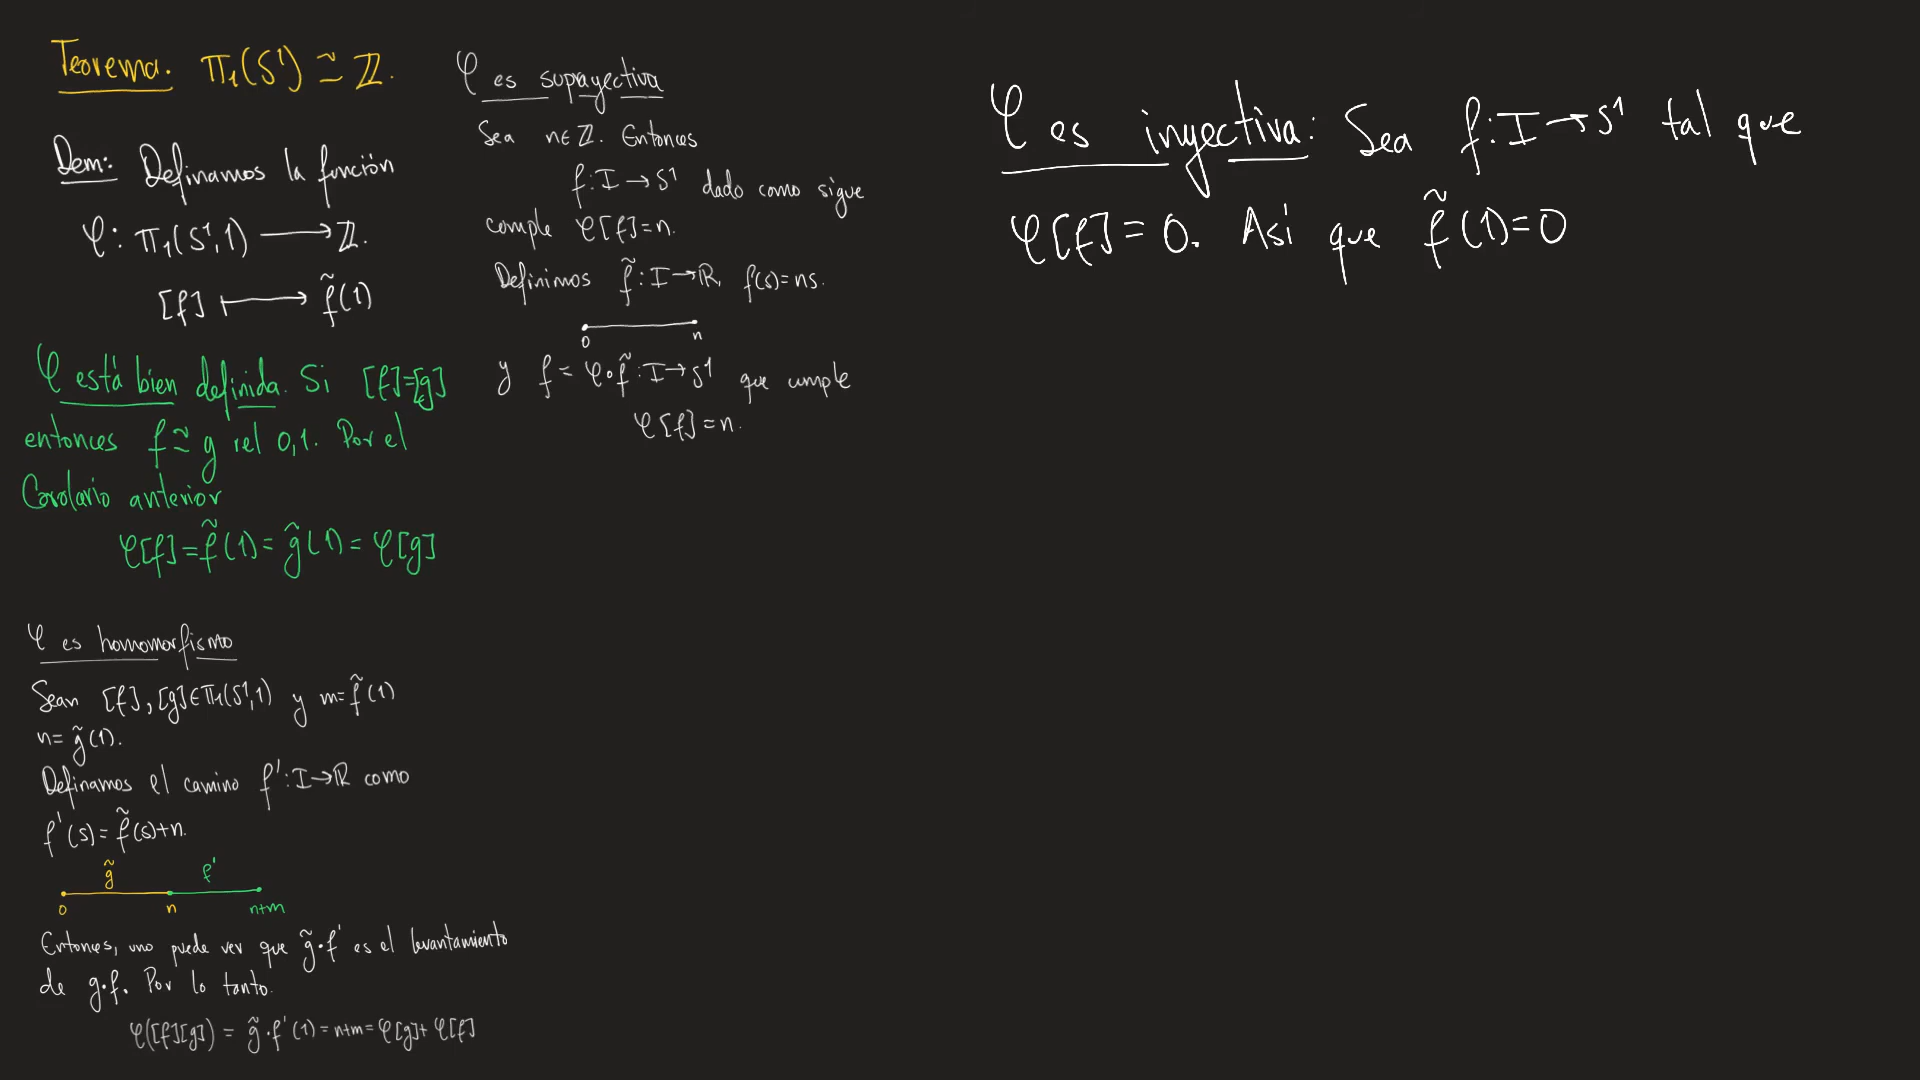 Teorema. π₁(S¹) ≃ ℤ.
Dem: Definamos la función
φ: π₁(S¹,1) ⟶ ℤ.
[f] ⟼ f̃(1)
φ está bien definida. Si [f]=[g]
entonces f ≃ g rel 0,1. Por el
Corolario anterior
φ[f] = f̃(1) = g̃(1) = φ[g]
φ es homomorfismo
Sean [f], [g] ∈ π₁(S¹,1) y m = f̃(1)
n = g̃(1).
Definamos el camino f': I → ℝ como
f'(s) = f̃(s)+n.
g̃ f'
0 n n+m
Entonces, uno puede ver que g̃·f' es el levantamiento
de g·f. Por lo tanto.
φ([f][g]) = g̃·f'(1) = n+m = φ[g]+φ[f]
φ es suprayectiva
Sea n ∈ ℤ. Entonces
f: I → S¹ dado como sigue
cumple φ[f]=n.
Definimos f̃: I → ℝ, f(s)=ns.
0 n
y f = φ∘f̃: I → S¹ que cumple
φ[f] = n.
φ es inyectiva: Sea f: I → S¹ tal que
φ[f] = 0. Así que f̃(1)=0